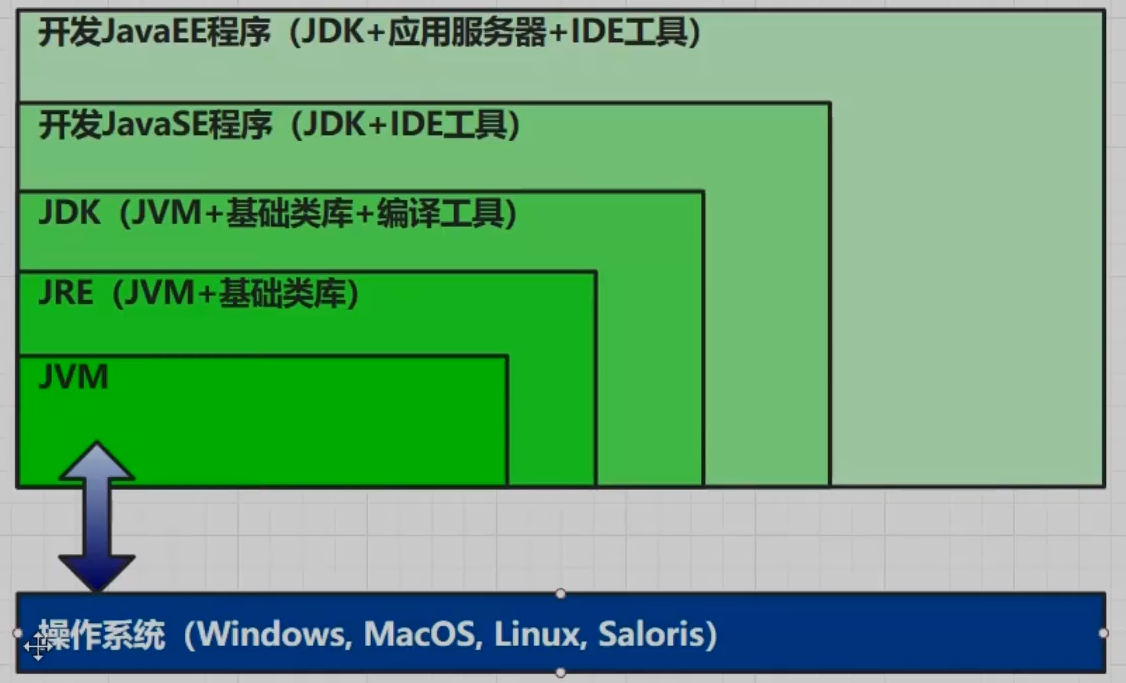 开发JavaEE程序（JDK+应用服务器+IDE工具）
开发JavaSE程序（JDK+IDE工具）
JDK（JVM+基础类库+编译工具）
JRE（JVM+基础类库）
JVM
操作系统（Windows, MacOS, Linux, Saloris）